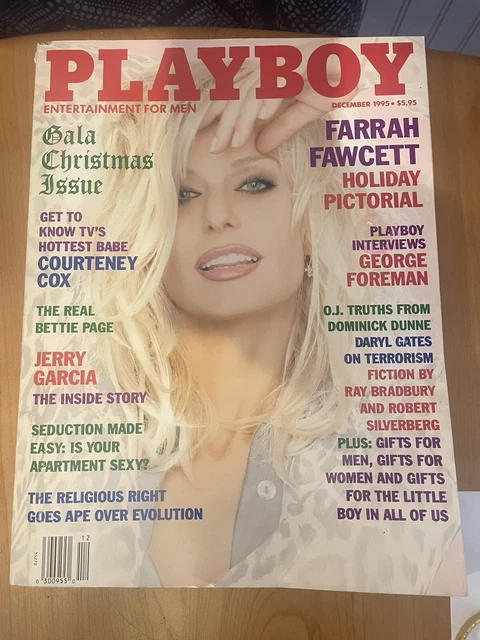 PLAYBOY
ENTERTAINMENT FOR MEN
DECEMBER 1995 • $5.95
Gala
Christmas
Issue
GET TO
KNOW TV'S
HOTTEST BABE
COURTENEY
COX
THE REAL
BETTIE PAGE
JERRY
GARCIA
THE INSIDE STORY
SEDUCTION MADE
EASY: IS YOUR
APARTMENT SEXY?
THE RELIGIOUS RIGHT
GOES APE OVER EVOLUTION
FARRAH
FAWCETT
HOLIDAY
PICTORIAL
PLAYBOY
INTERVIEWS
GEORGE
FOREMAN
O.J. TRUTHS FROM
DOMINICK DUNNE
DARYL GATES
ON TERRORISM
FICTION BY
RAY BRADBURY
AND ROBERT
SILVERBERG
PLUS: GIFTS FOR
MEN, GIFTS FOR
WOMEN AND GIFTS
FOR THE LITTLE
BOY IN ALL OF US
12
0 300955 0